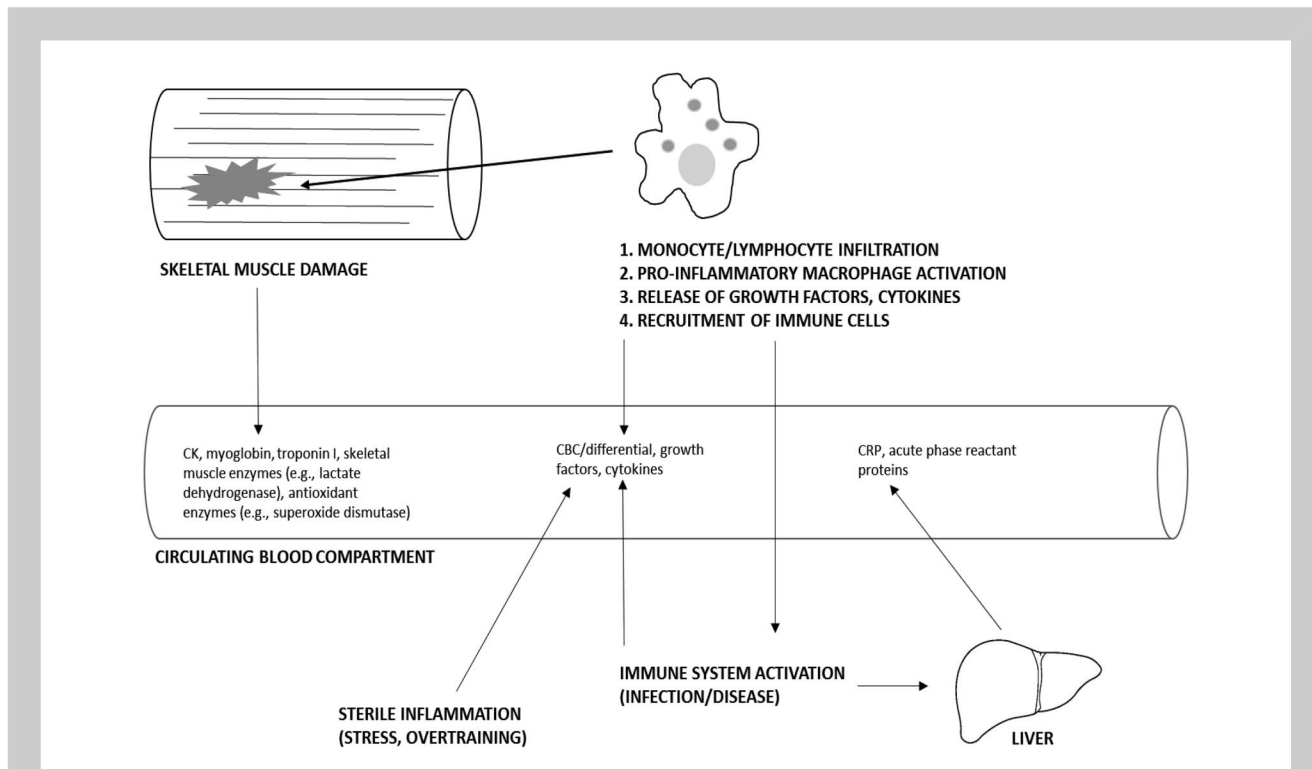 SKELETAL MUSCLE DAMAGE
1. MONOCYTE/LYMPHOCYTE INFILTRATION
2. PRO-INFLAMMATORY MACROPHAGE ACTIVATION
3. RELEASE OF GROWTH FACTORS, CYTOKINES
4. RECRUITMENT OF IMMUNE CELLS
CK, myoglobin, troponin I, skeletal
muscle enzymes (e.g., lactate
dehydrogenase), antioxidant
enzymes (e.g., superoxide dismutase)
CBC/differential, growth
factors, cytokines
CRP, acute phase reactant
proteins
CIRCULATING BLOOD COMPARTMENT
IMMUNE SYSTEM ACTIVATION
(INFECTION/DISEASE)
STERILE INFLAMMATION
(STRESS, OVERTRAINING)
LIVER